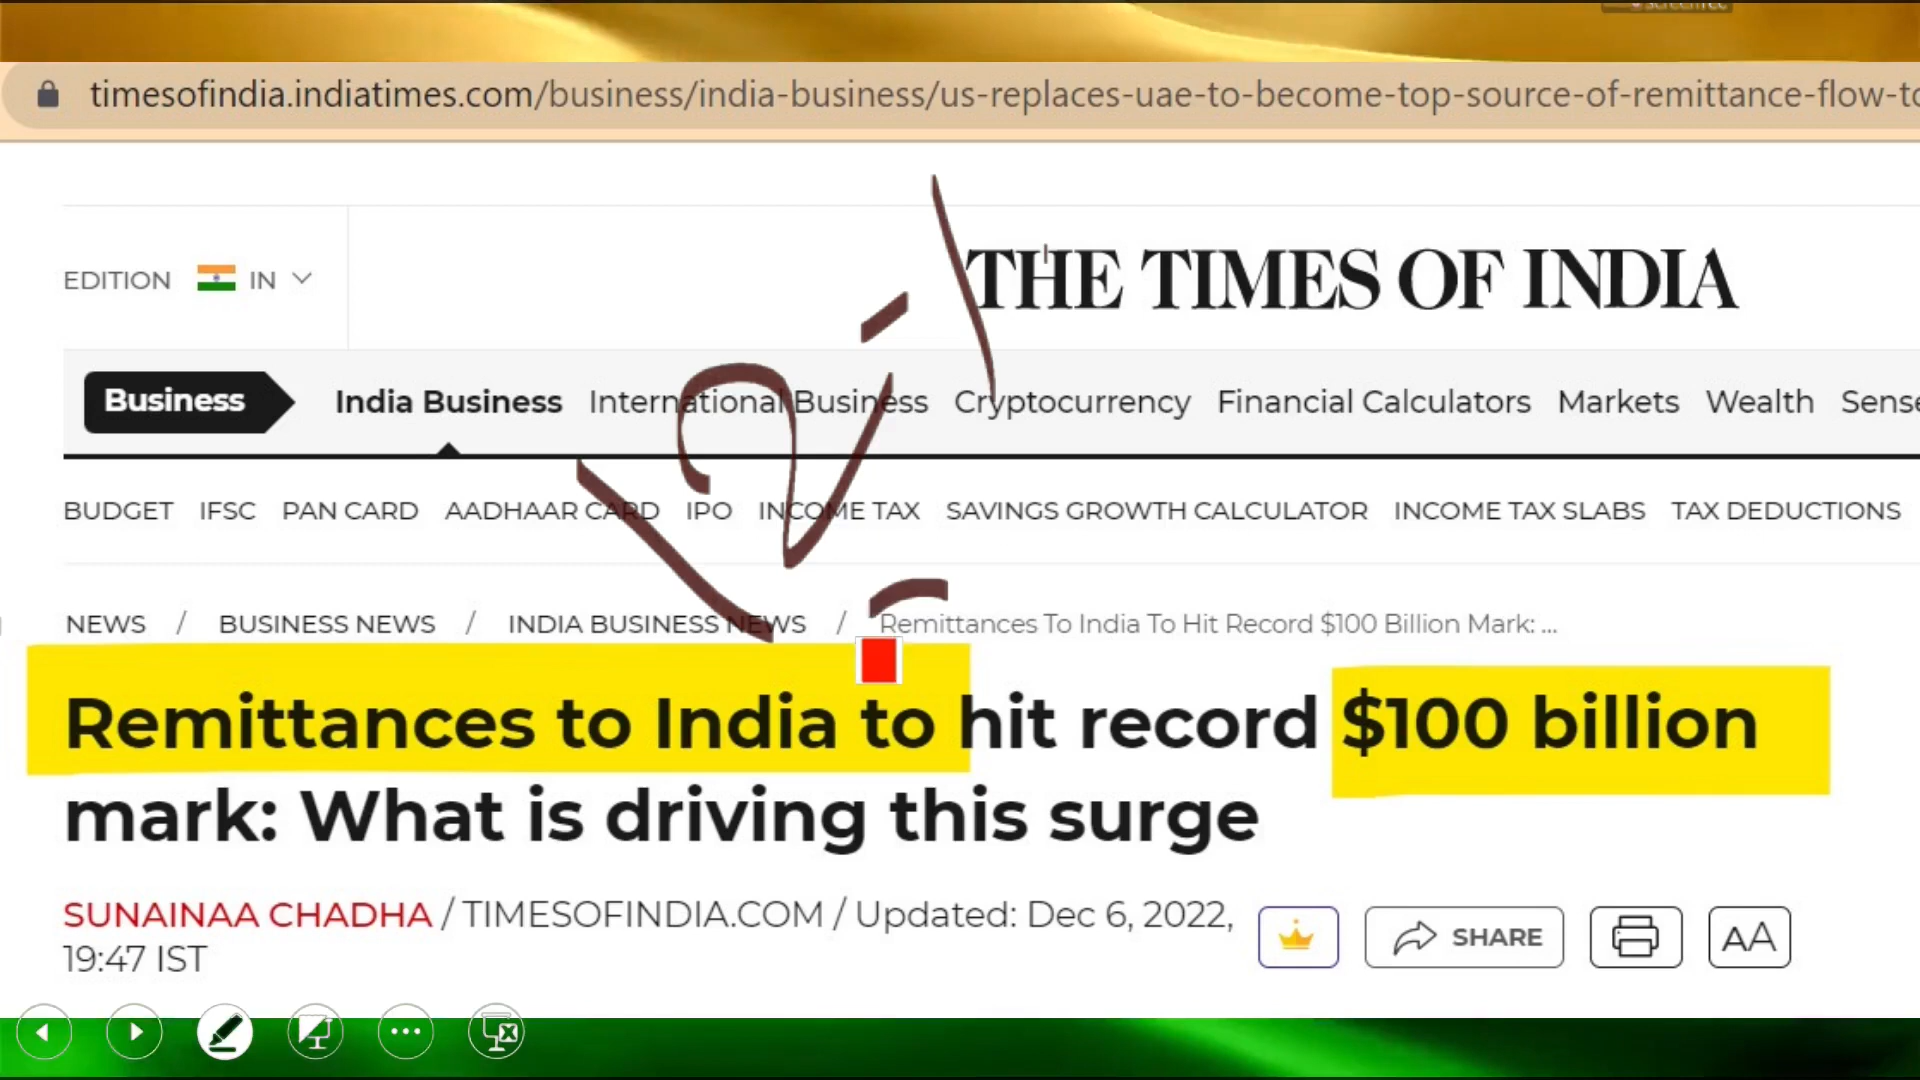 timesofindia.indiatimes.com/business/india-business/us-replaces-uae-to-become-top-source-of-remittance-flow-to
EDITION IN
THE TIMES OF INDIA
Business India Business International Business Cryptocurrency Financial Calculators Markets Wealth Sense
BUDGET IFSC PAN CARD AADHAAR CARD IPO INCOME TAX SAVINGS GROWTH CALCULATOR INCOME TAX SLABS TAX DEDUCTIONS
NEWS / BUSINESS NEWS / INDIA BUSINESS NEWS / Remittances To India To Hit Record $100 Billion Mark: ...
Remittances to India to hit record $100 billion
mark: What is driving this surge
SUNAINAA CHADHA / TIMESOFINDIA.COM / Updated: Dec 6, 2022,
19:47 IST
SHARE
AA